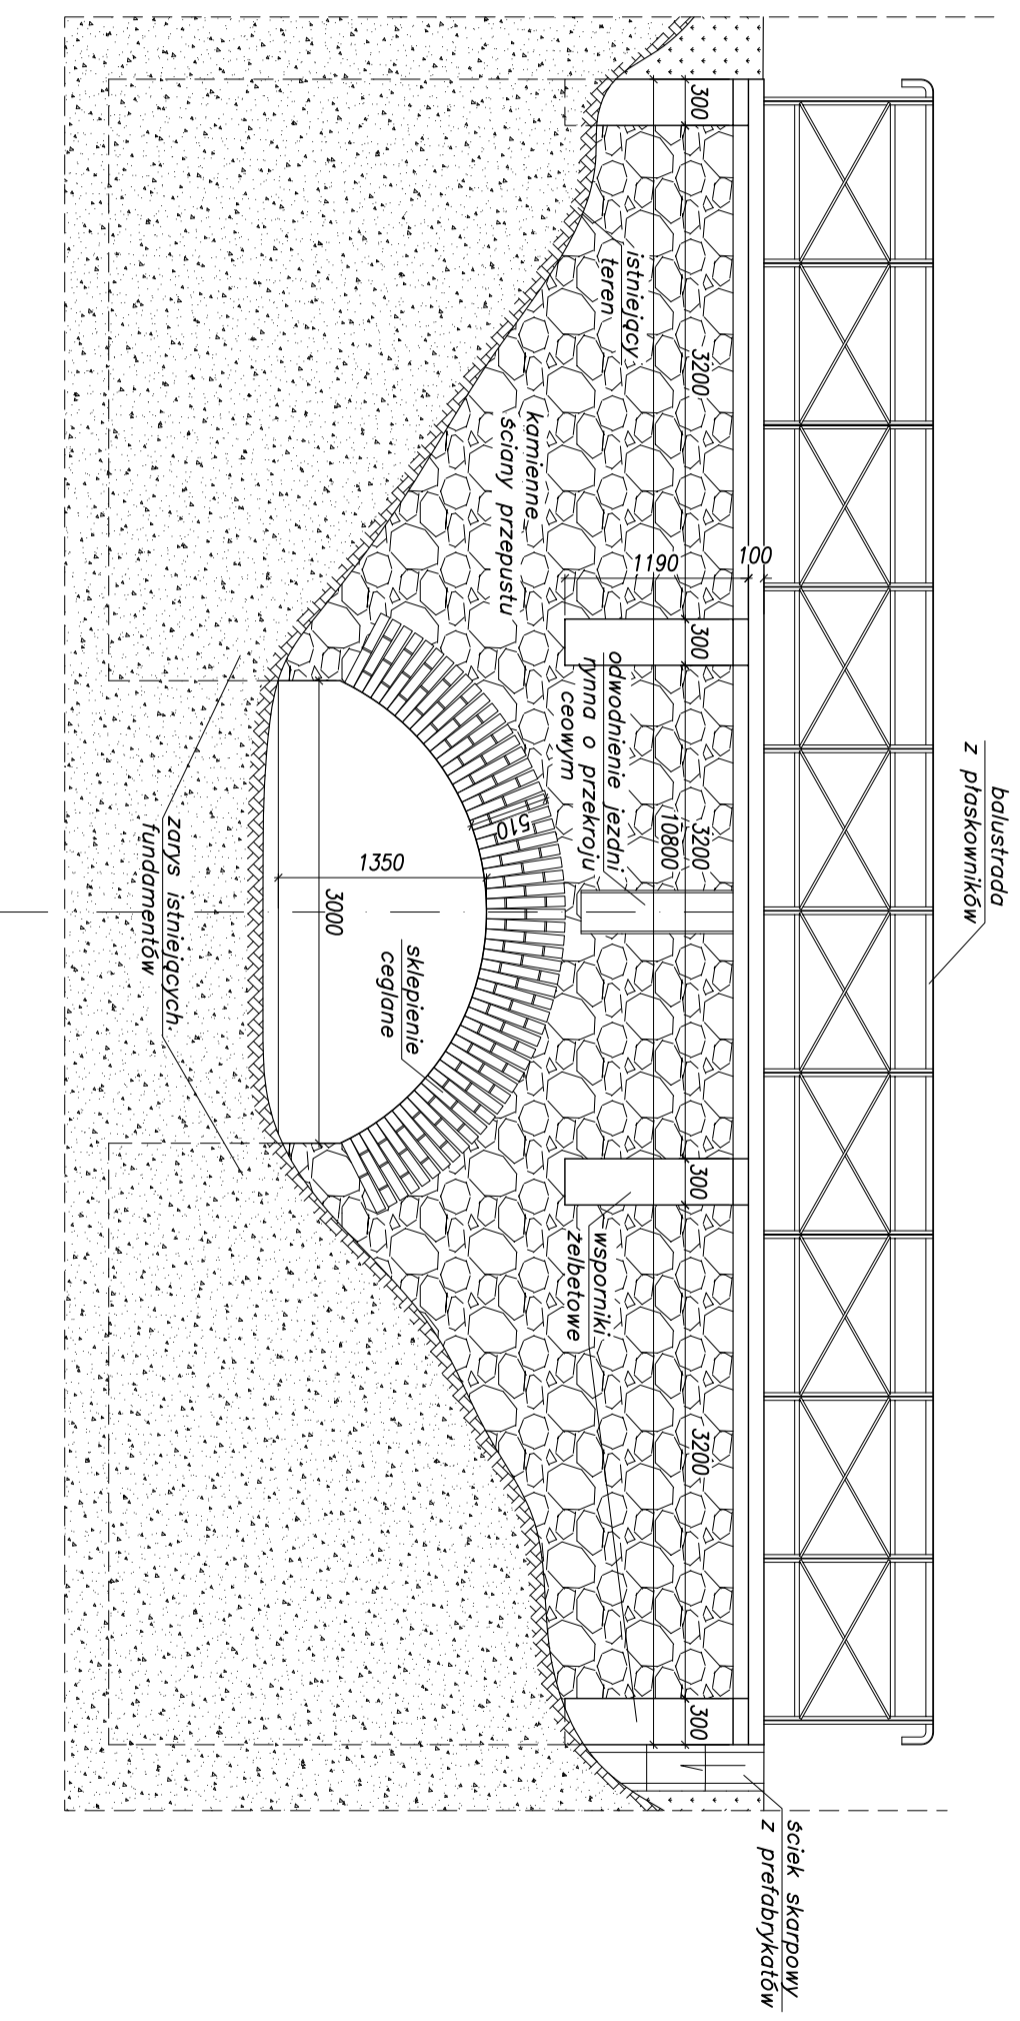 balustrada
z płaskowników
ściek skarpowy
z prefabrykatów
100
300
3200
300
3200
300
3200
300
10800
1190
istniejący
teren
odwodnienie jezdni
rynna o przekroju
ceowym
wsporniki
żelbetowe
kamienne
ściany przepustu
510
sklepienie
ceglane
1350
3000
zarys istniejących
fundamentów